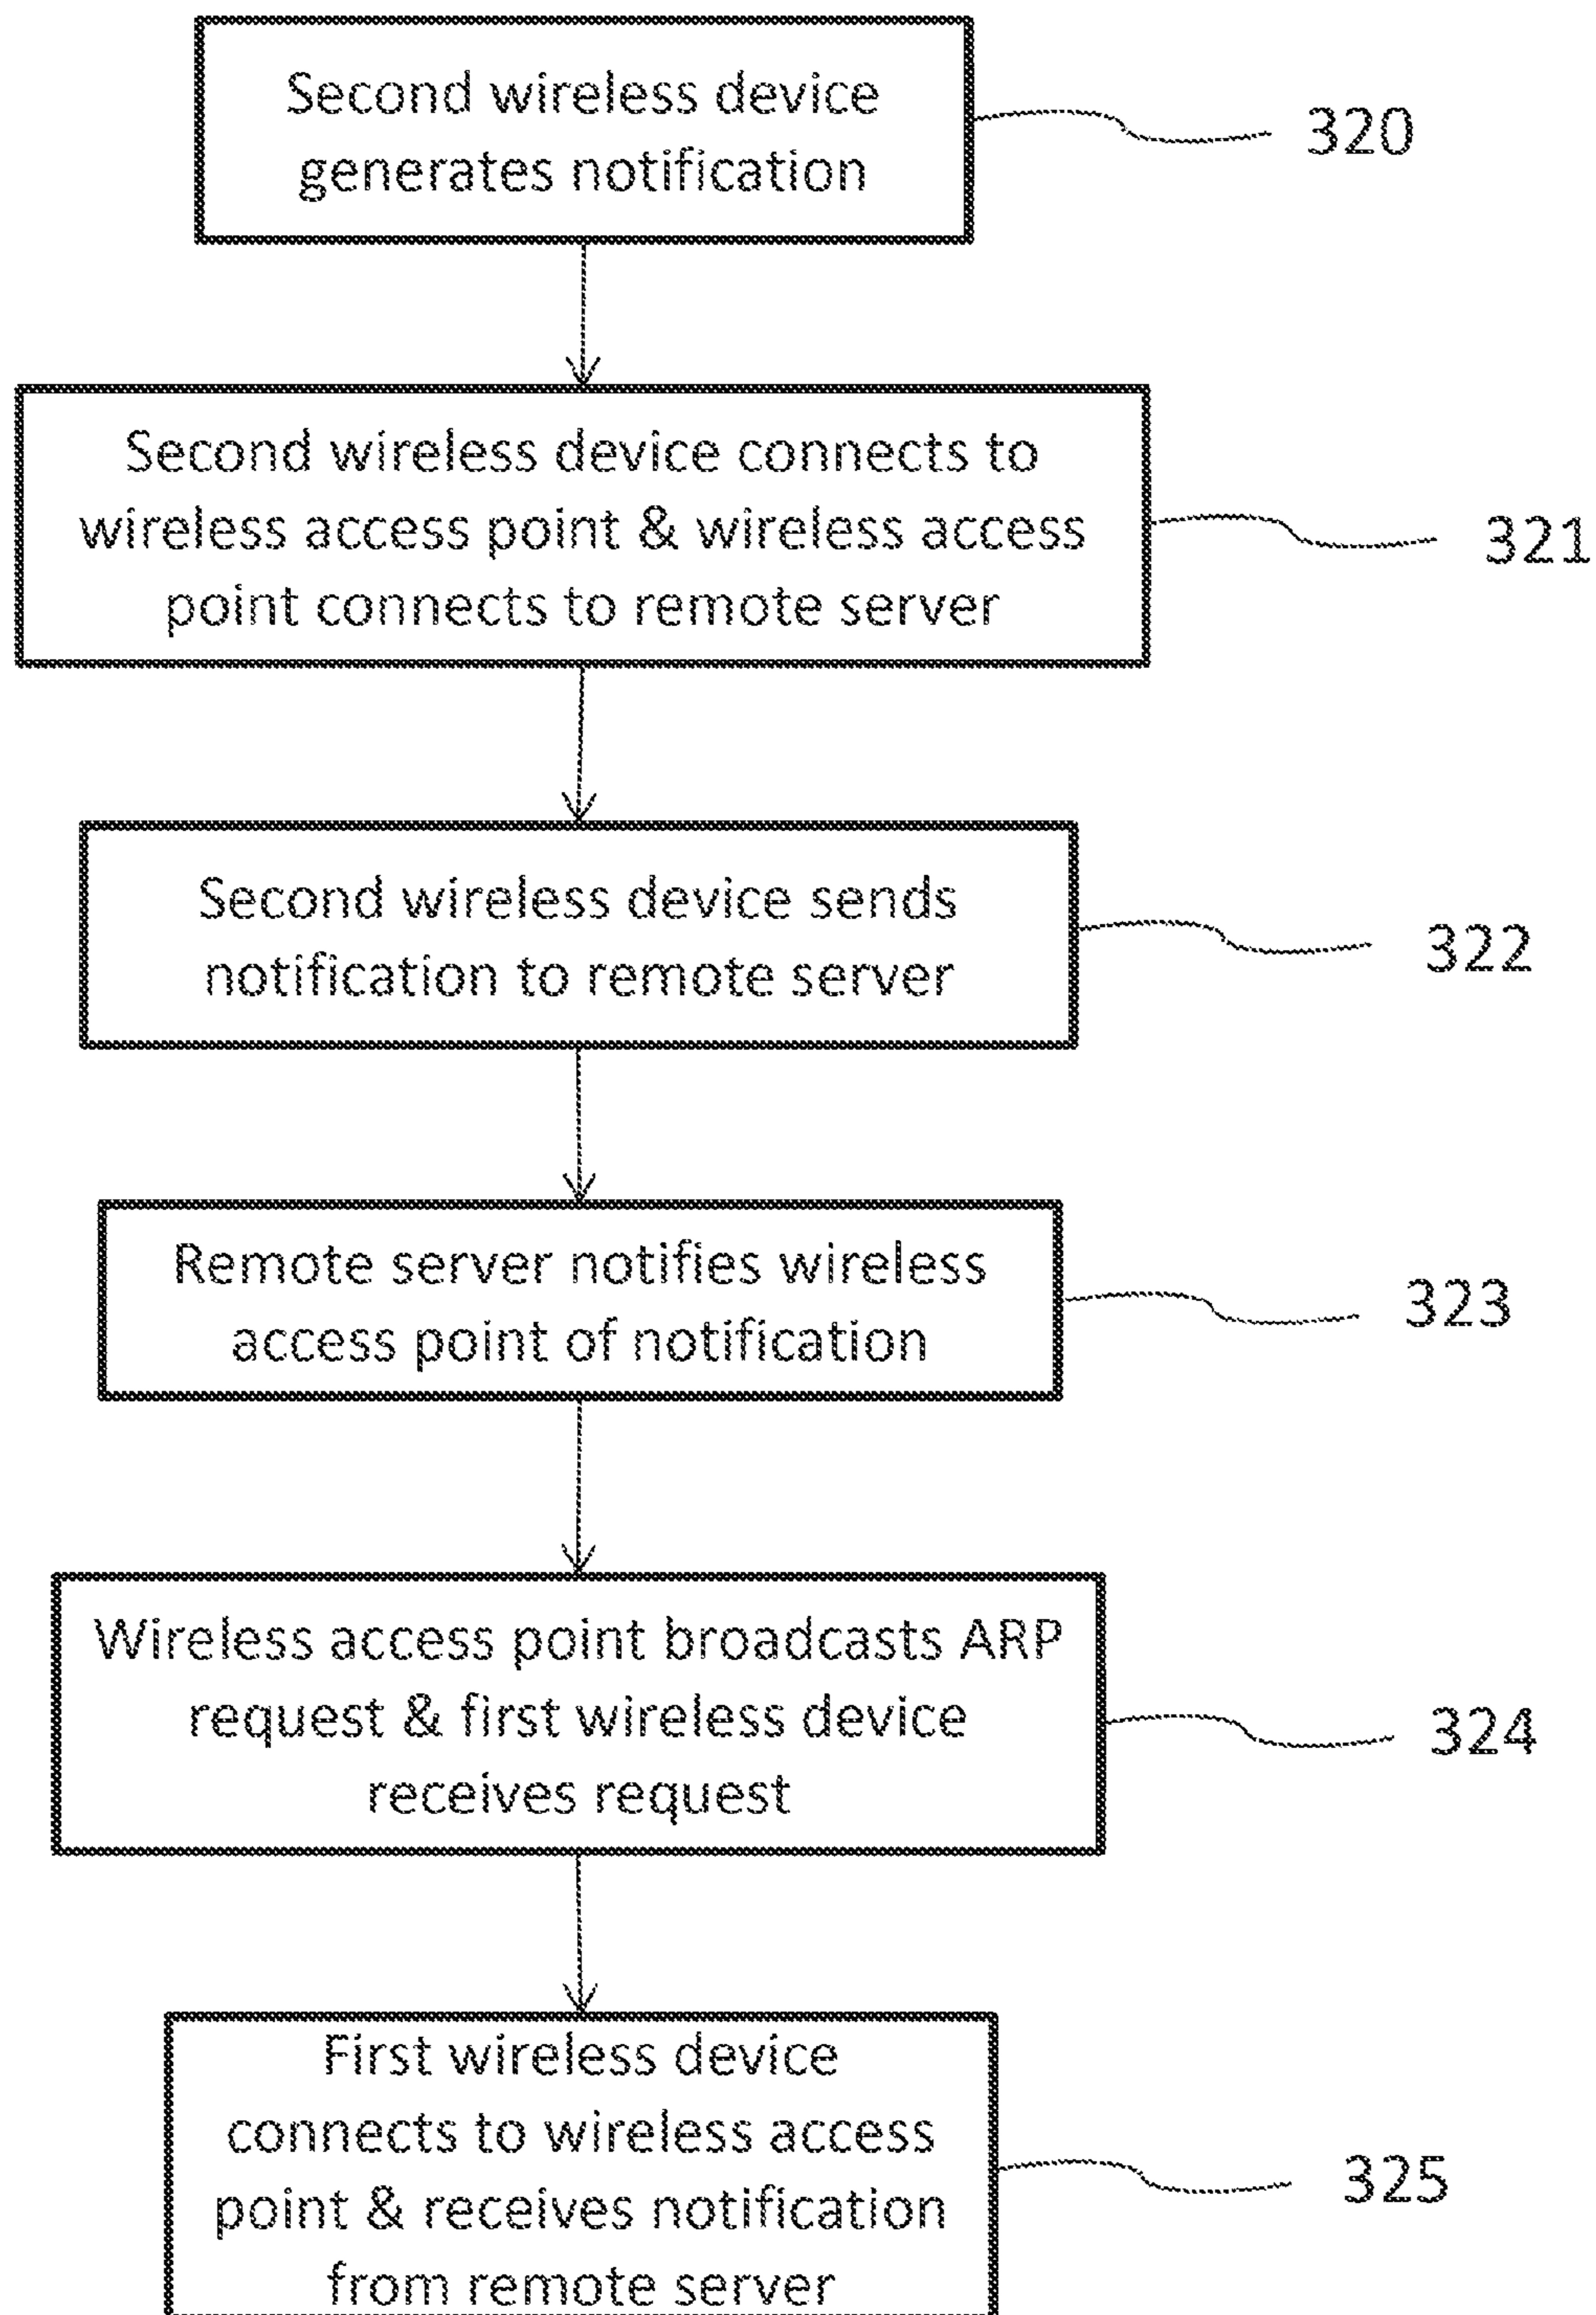 Second wireless device
generates notification
320
Second wireless device connects to
wireless access point & wireless access
point connects to remote server
321
Second wireless device sends
notification to remote server
322
Remote server notifies wireless
access point of notification
323
Wireless access point broadcasts ARP
request & first wireless device
receives request
324
First wireless device
connects to wireless access
point & receives notification
from remote server
325